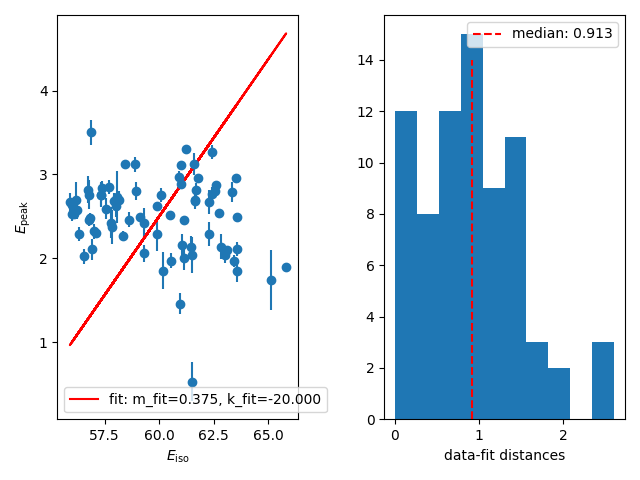 4
3
2
1
E_peak
fit: m_fit=0.375, k_fit=-20.000
57.5 60.0 62.5 65.0
E_iso
median: 0.913
14
12
10
8
6
4
2
0
0 1 2
data-fit distances